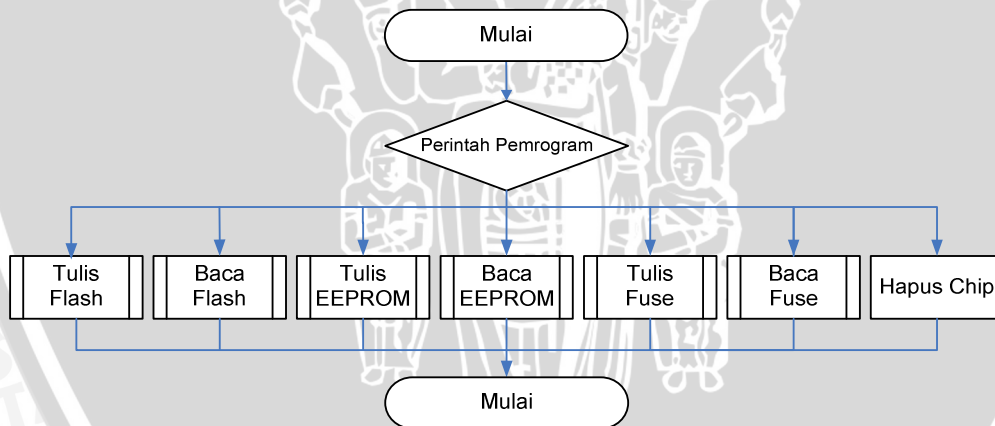 Mulai
Perintah Pemrogram
Tulis
Flash
Baca
Flash
Tulis
EEPROM
Baca
EEPROM
Tulis
Fuse
Baca
Fuse
Hapus Chip
Mulai